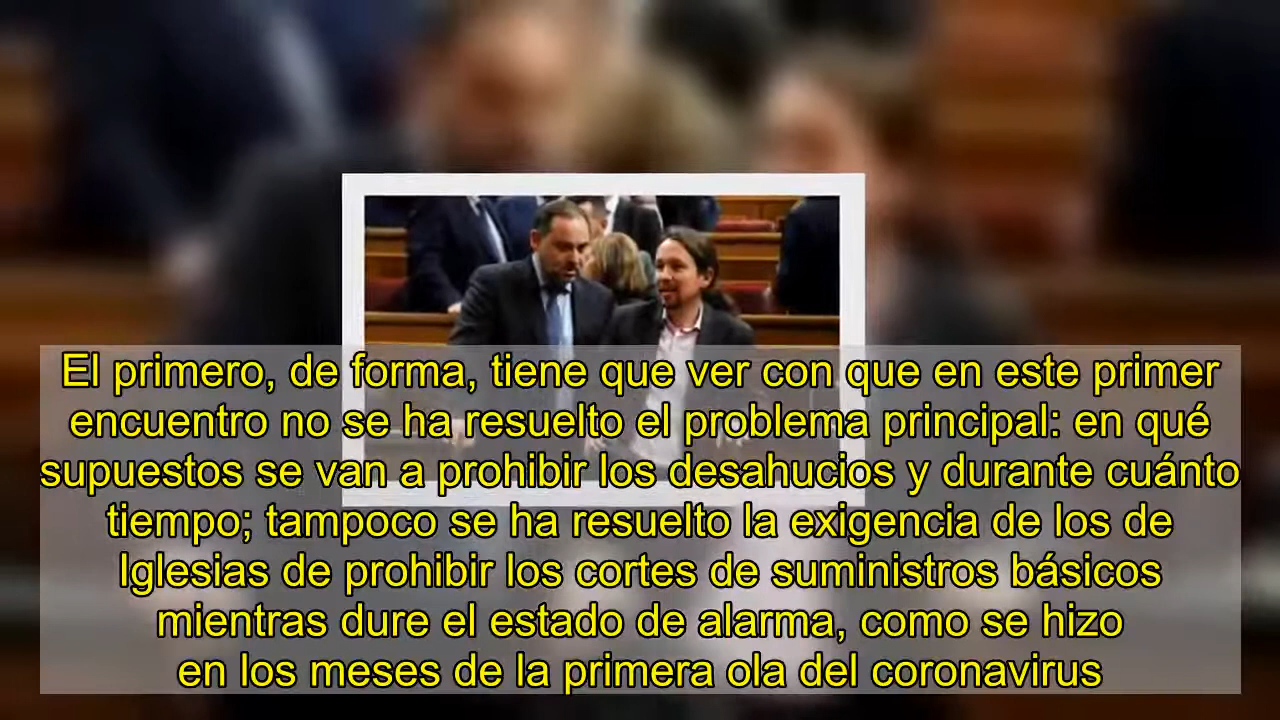 El primero, de forma, tiene que ver con que en este primer
encuentro no se ha resuelto el problema principal: en qué
supuestos se van a prohibir los desahucios y durante cuánto
tiempo; tampoco se ha resuelto la exigencia de los de
Iglesias de prohibir los cortes de suministros básicos
mientras dure el estado de alarma, como se hizo
en los meses de la primera ola del coronavirus